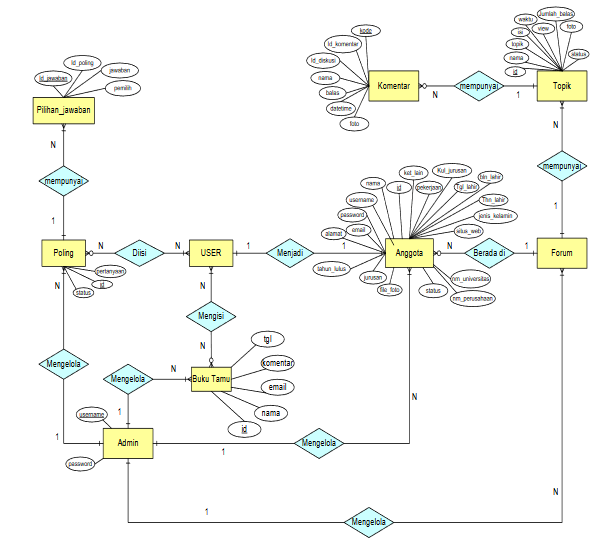 kode
Id_komentar
Id_diskusi
nama
balas
datetime
foto
Komentar
N
mempunyai
1
Jumlah_balas
waktu
view
foto
isi
topik
status
nama
id
Topik
N
mempunyai
1
Id_poling
id_jawaban
jawaban
pemilih
Pilihan_jawaban
N
mempunyai
1
Poling
N
Diisi
N
USER
1
Menjadi
1
Anggota
N
Berada di
1
Forum
pertanyaan
id
status
nama
id
ket_lain
pekerjaan
Kul_jurusan
Tgl_lahir
bln_lahir
Thn_lahir
jenis_kelamin
situs_web
username
password
email
alamat
tahun_lulus
jurusan
file_foto
status
nm_universitas
nm_perusahaan
N
Mengisi
N
N
Mengelola
1
Mengelola
1
N
Buku Tamu
tgl
komentar
email
nama
id
username
password
Admin
1
Mengelola
N
1
Mengelola
N